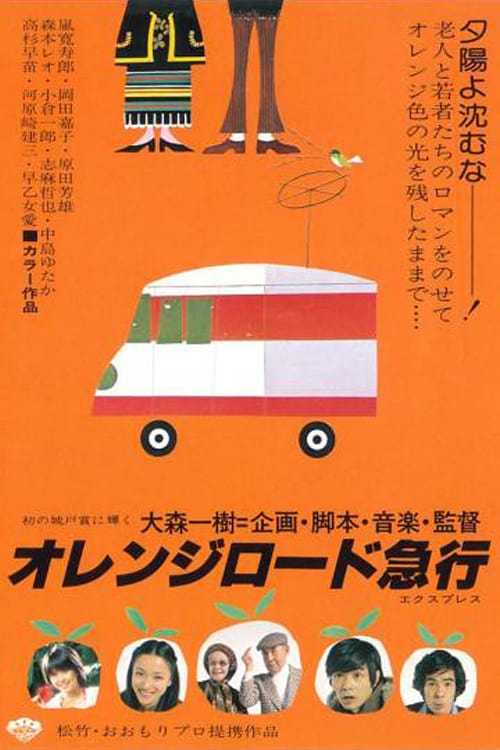 夕陽よ沈むな――!
老人と若者たちのロマンをのせて
オレンジ色の光を残したままで‥‥
嵐寛寿郎・岡田嘉子・原田芳雄
森本レオ・小倉一郎・志麻哲也・中島ゆたか
高杉早苗・河原崎建三・早乙女愛■カラー作品
初の城戸賞に輝く 大森一樹=企画・脚本・音楽・監督
オレンジロード急行
エクスプレス
松竹・おおもりプロ提携作品